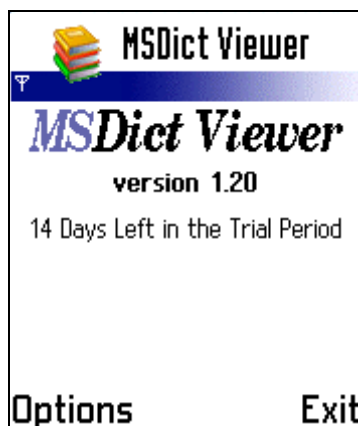 MSDict Viewer
MSDict Viewer
version 1.20
14 Days Left in the Trial Period
Options Exit